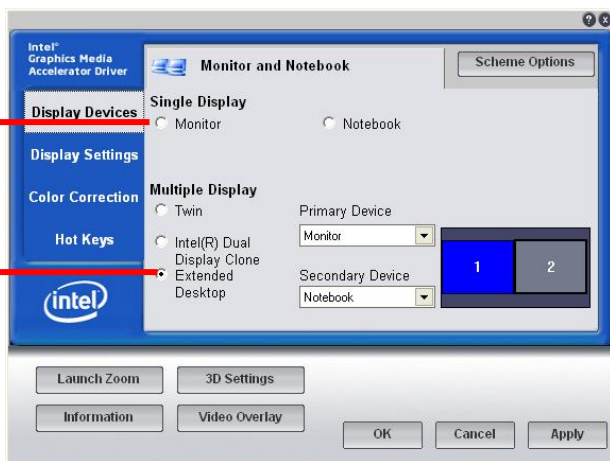 Intel®
Graphics Media
Accelerator Driver
Monitor and Notebook
Scheme Options
Display Devices
Display Settings
Color Correction
Hot Keys
intel
Single Display
Monitor
Notebook
Multiple Display
Twin
Intel(R) Dual
Display Clone
Extended
Desktop
Primary Device
Monitor
Secondary Device
Notebook
1
2
Launch Zoom
3D Settings
Information
Video Overlay
OK
Cancel
Apply